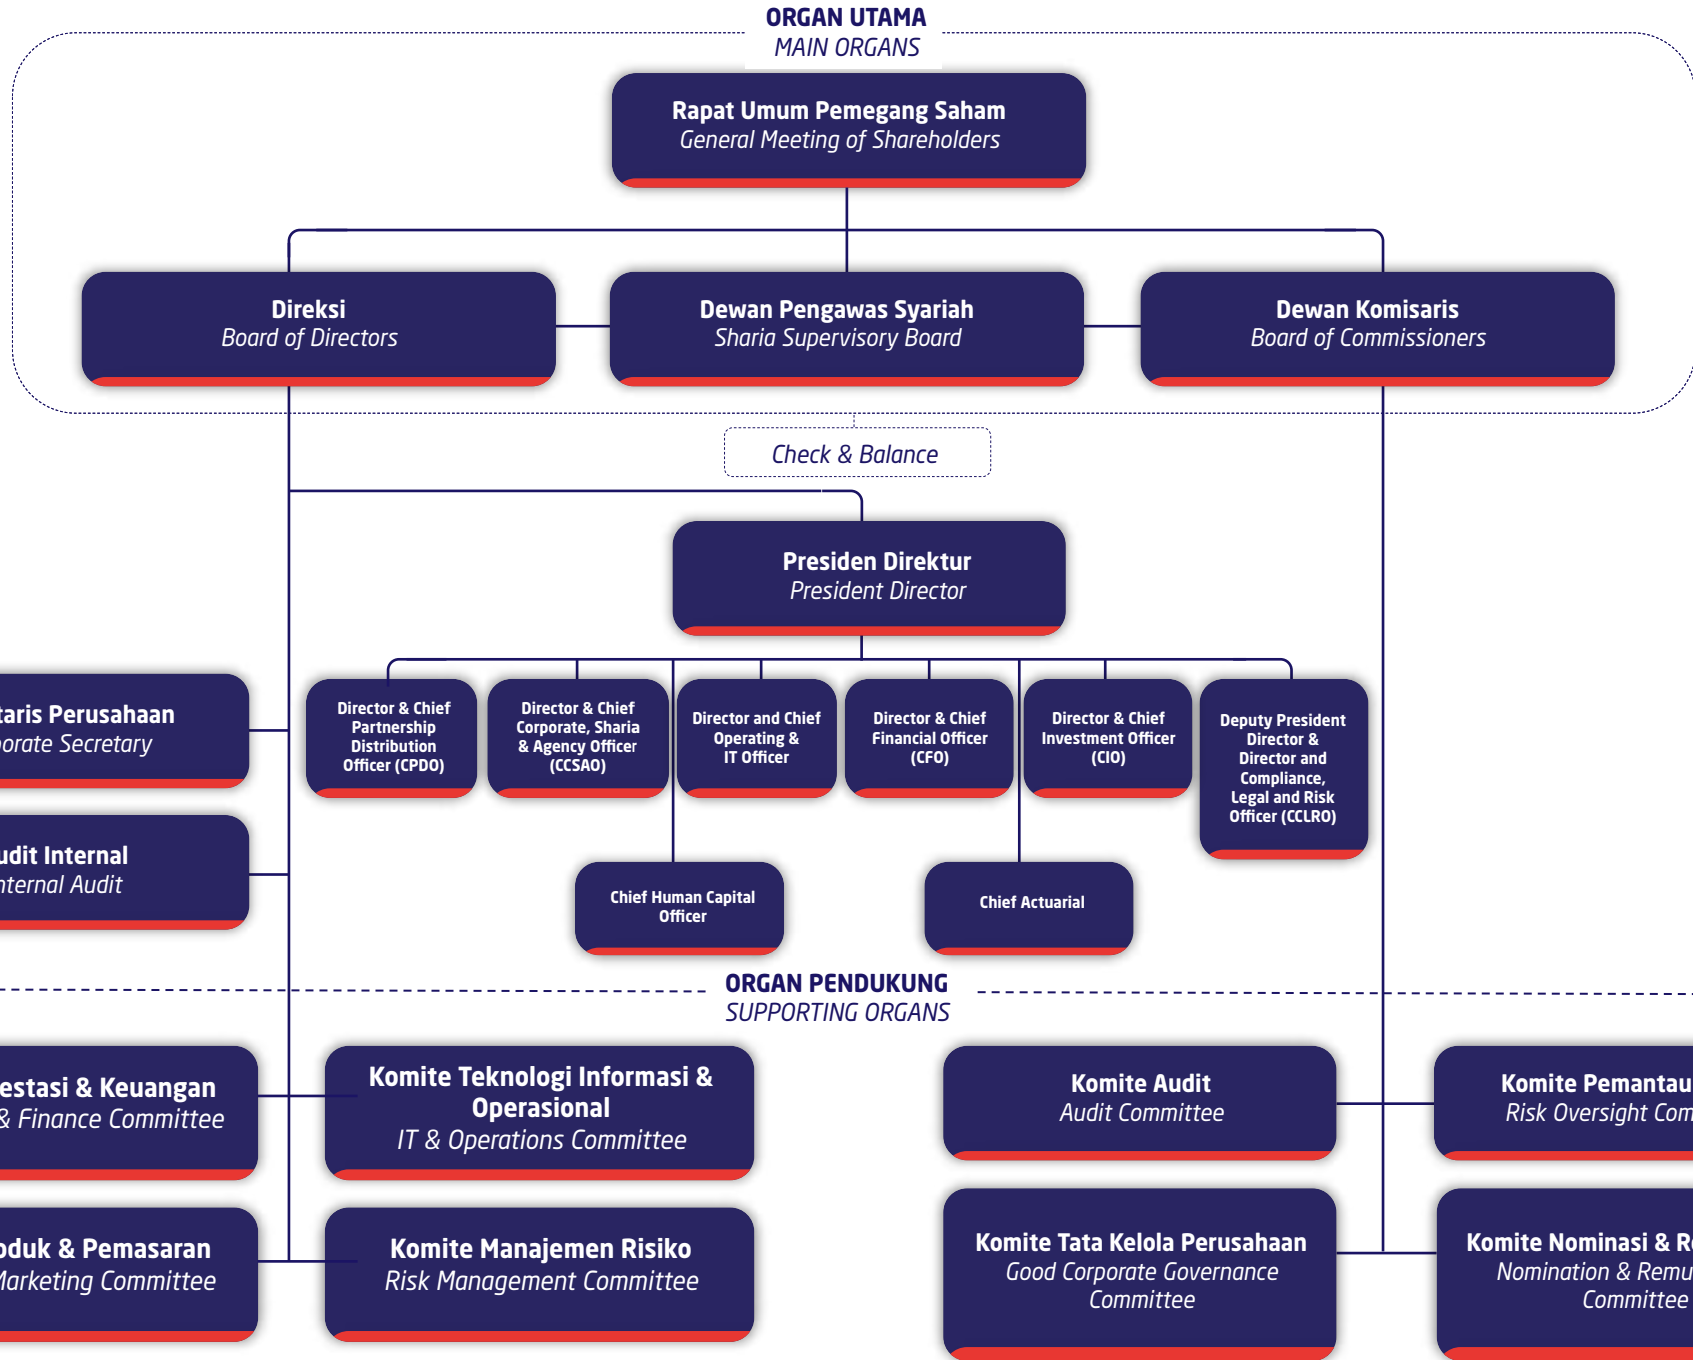 ORGAN UTAMA
MAIN ORGANS
Rapat Umum Pemegang Saham
General Meeting of Shareholders
Direksi
Board of Directors
Dewan Pengawas Syariah
Sharia Supervisory Board
Dewan Komisaris
Board of Commissioners
Check & Balance
Presiden Direktur
President Director
taris Perusahaan
orate Secretary
Director & Chief
Partnership
Distribution
Officer (CPDO)
Director & Chief
Corporate, Sharia
& Agency Officer
(CCSAO)
Director and Chief
Operating &
IT Officer
Director & Chief
Financial Officer
(CFO)
Director & Chief
Investment Officer
(CIO)
Deputy President
Director &
Director and
Compliance,
Legal and Risk
Officer (CCLRO)
udit Internal
nternal Audit
Chief Human Capital
Officer
Chief Actuarial
ORGAN PENDUKUNG
SUPPORTING ORGANS
estasi & Keuangan
& Finance Committee
Komite Teknologi Informasi &
Operasional
IT & Operations Committee
Komite Audit
Audit Committee
Komite Pemantau
Risk Oversight Com
oduk & Pemasaran
Marketing Committee
Komite Manajemen Risiko
Risk Management Committee
Komite Tata Kelola Perusahaan
Good Corporate Governance
Committee
Komite Nominasi & Re
Nomination & Remu
Committee